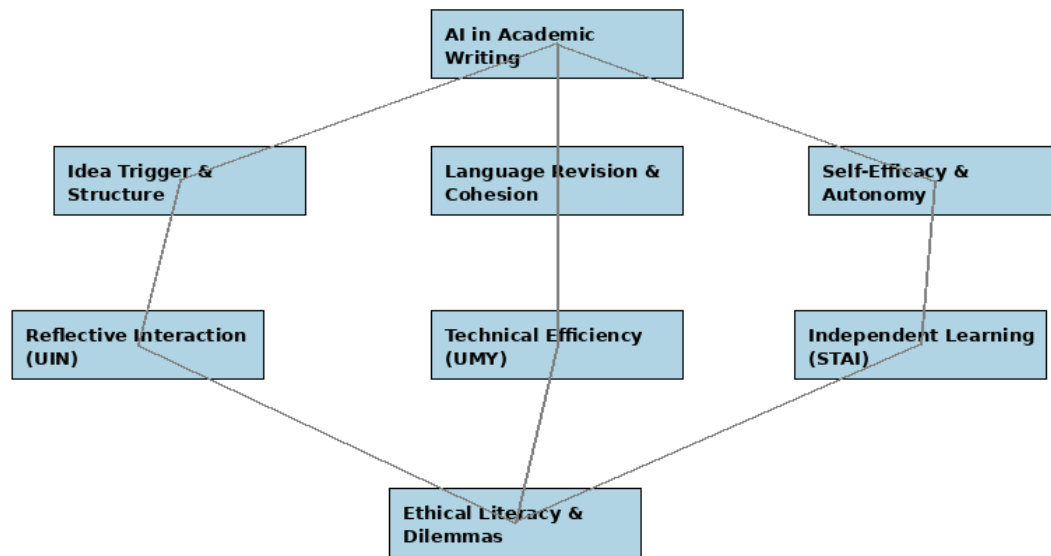 AI in Academic
Writing
Idea Trigger &
Structure
Language Revision &
Cohesion
Self-Efficacy &
Autonomy
Reflective Interaction
(UIN)
Technical Efficiency
(UMY)
Independent Learning
(STAI)
Ethical Literacy &
Dilemmas